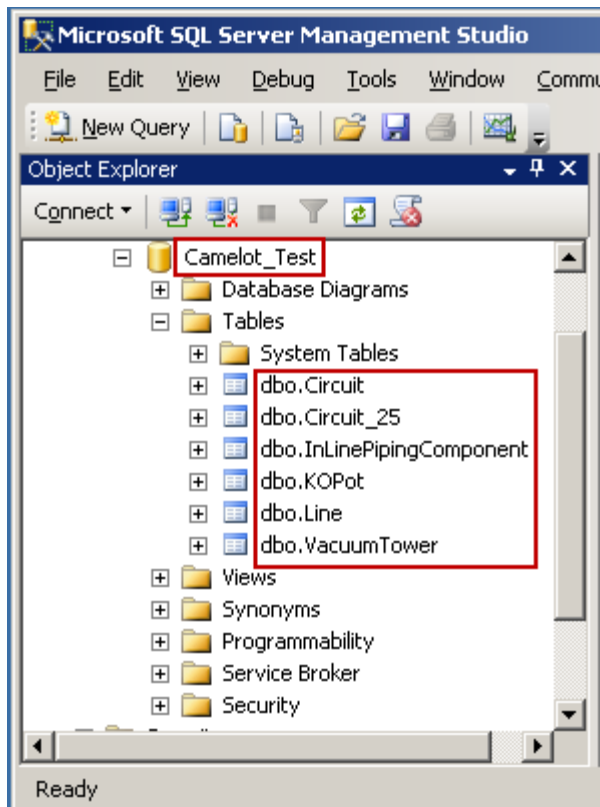 Microsoft SQL Server Management Studio
File Edit View Debug Tools Window Commu
New Query
Object Explorer
Connect
Camelot_Test
Database Diagrams
Tables
System Tables
dbo.Circuit
dbo.Circuit_25
dbo.InLinePipingComponent
dbo.KOPot
dbo.Line
dbo.VacuumTower
Views
Synonyms
Programmability
Service Broker
Security
Ready